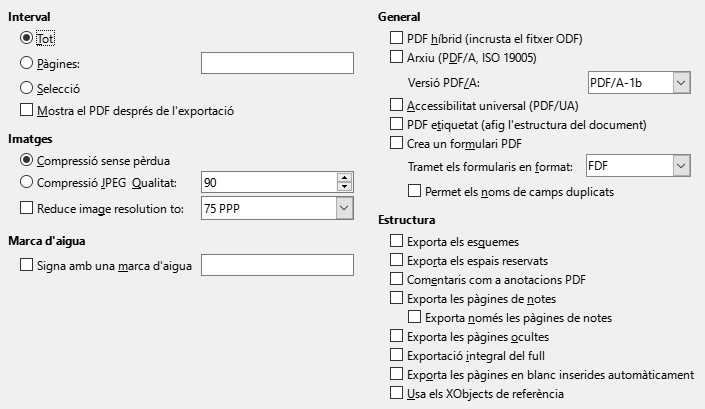 Interval
Tot
Pàgines:
Selecció
Mostra el PDF després de l'exportació
Imatges
Compressió sense pèrdua
Compressió JPEG Qualitat: 90
Reduce image resolution to: 75 PPP
Marca d'aigua
Signa amb una marca d'aigua
General
PDF híbrid (incrusta el fitxer ODF)
Arxiu (PDF/A, ISO 19005)
Versió PDF/A: PDF/A-1b
Accessibilitat universal (PDF/UA)
PDF etiquetat (afig l'estructura del document)
Crea un formulari PDF
Tramet els formularis en format: FDF
Permet els noms de camps duplicats
Estructura
Exporta els esquemes
Exporta els espais reservats
Comentaris com a anotacions PDF
Exporta les pàgines de notes
Exporta només les pàgines de notes
Exporta les pàgines ocultes
Exportació integral del full
Exporta les pàgines en blanc inserides automàticament
Usa els XObjects de referència